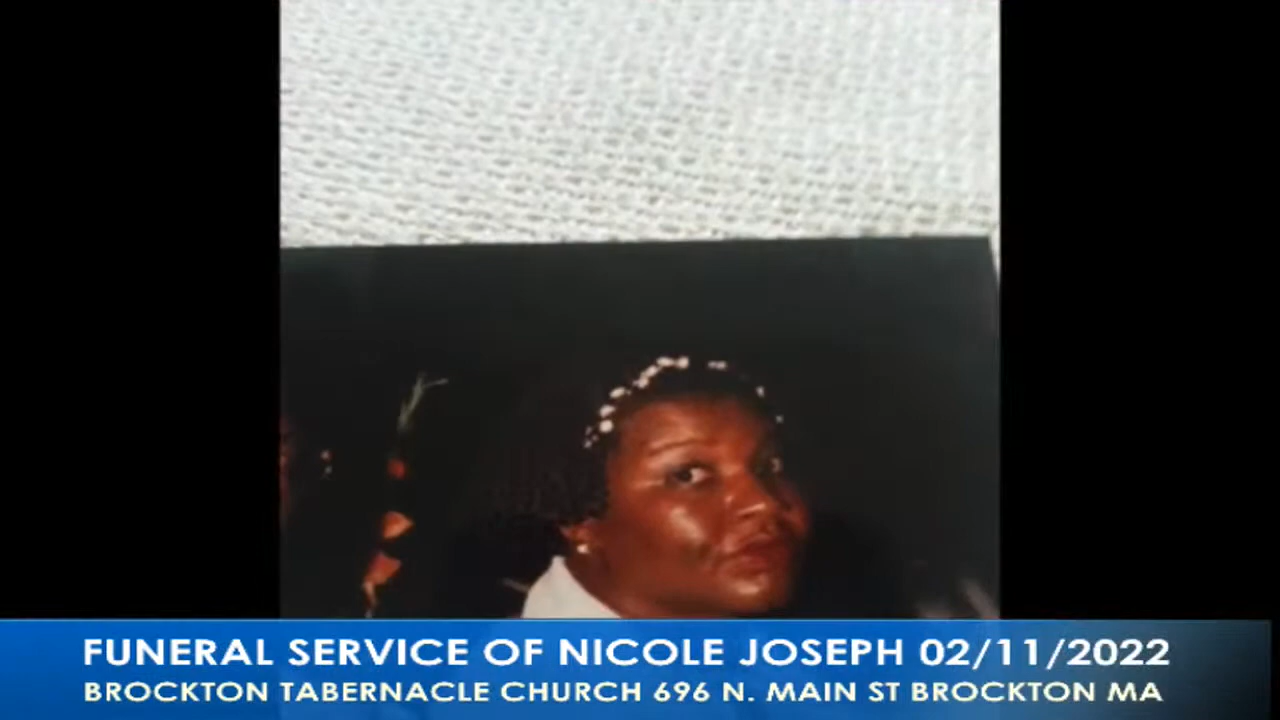 FUNERAL SERVICE OF NICOLE JOSEPH 02/11/2022
BROCKTON TABERNACLE CHURCH 696 N. MAIN ST BROCKTON MA